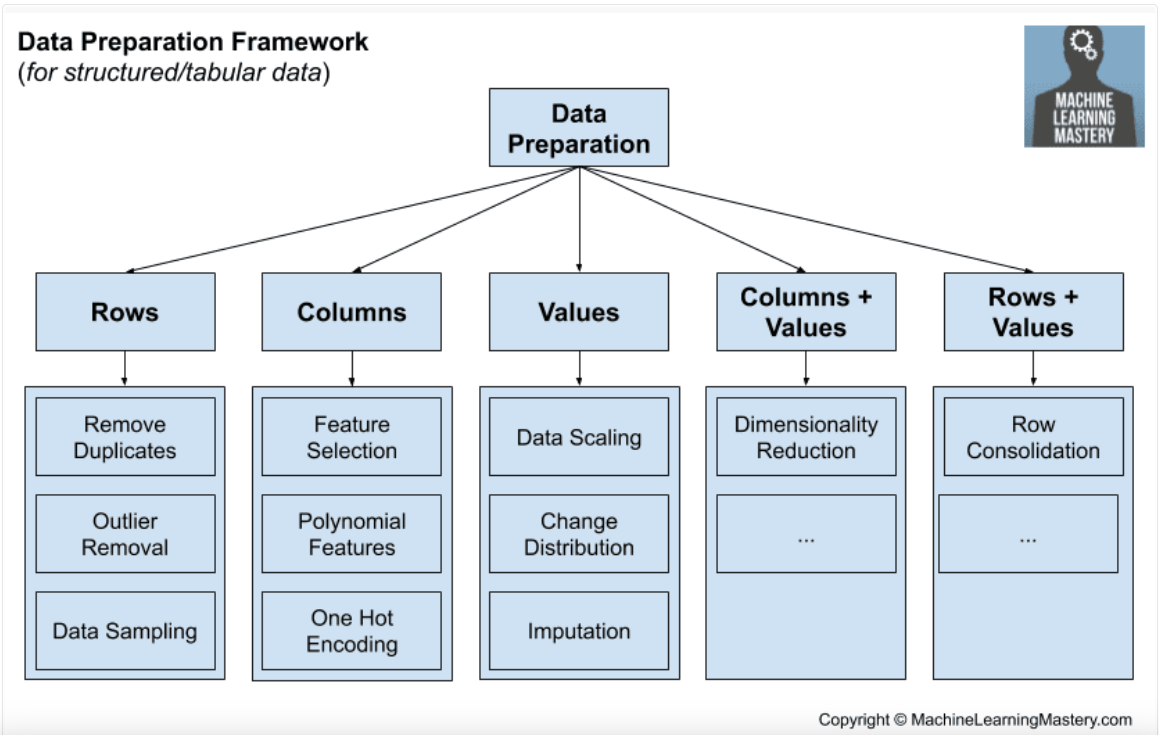 Data Preparation Framework
(for structured/tabular data)
MACHINE
LEARNING
MASTERY
Data
Preparation
Rows
Columns
Values
Columns +
Values
Rows +
Values
Remove
Duplicates
Outlier
Removal
Data Sampling
Feature
Selection
Polynomial
Features
One Hot
Encoding
Data Scaling
Change
Distribution
Imputation
Dimensionality
Reduction
...
Row
Consolidation
...
Copyright © MachineLearningMastery.com